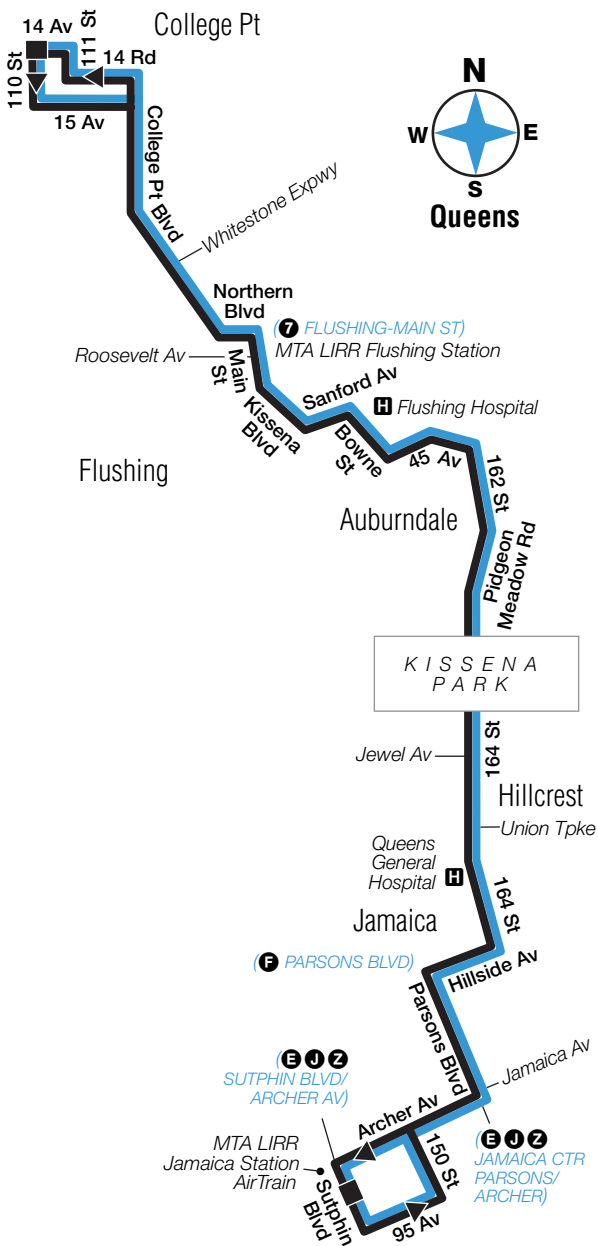 College Pt
14 Av
111 St
14 Rd
110 St
15 Av
College Pt Blvd
N
W
E
S
Queens
Whitestone Expwy
Northern
Blvd
(7 FLUSHING-MAIN ST)
MTA LIRR Flushing Station
Roosevelt Av
Main
St
Kissena
Blvd
Sanford Av
H Flushing Hospital
Bowne
St
45 Av
Flushing
162 St
Auburndale
Pidgeon
Meadow Rd
KISSENA
PARK
Jewel Av
164 St
Hillcrest
Union Tpke
Queens
General
Hospital H
164 St
Jamaica
(F PARSONS BLVD)
Hillside Av
Parsons Blvd
Jamaica Av
(E J Z
SUTPHIN BLVD/
ARCHER AV)
Archer Av
(E J Z
JAMAICA CTR
PARSONS/
ARCHER)
MTA LIRR
Jamaica Station
AirTrain
150 St
Sutphin
Blvd
95 Av